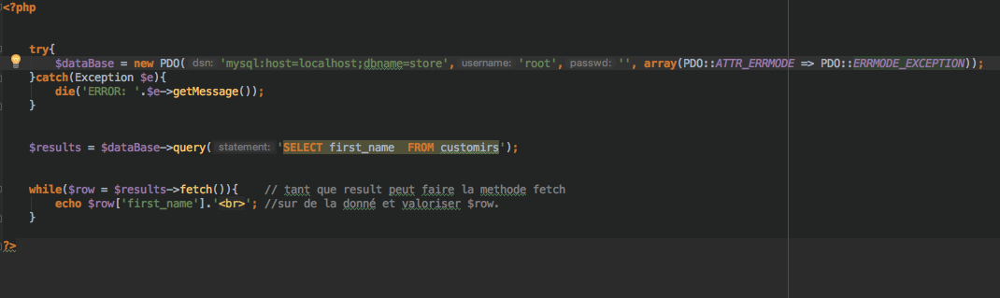 <?php
try{
$dataBase = new PDO( dsn: 'mysql:host=localhost;dbname=store', username: 'root', passwd: '', array(PDO::ATTR_ERRMODE => PDO::ERRMODE_EXCEPTION));
}catch(Exception $e){
die('ERROR: '.$e->getMessage());
}
$results = $dataBase->query( statement: 'SELECT first_name  FROM customirs');
while($row = $results->fetch()){    // tant que result peut faire la methode fetch
echo $row['first_name'].'<br>'; //sur de la donné et valoriser $row.
}
?>